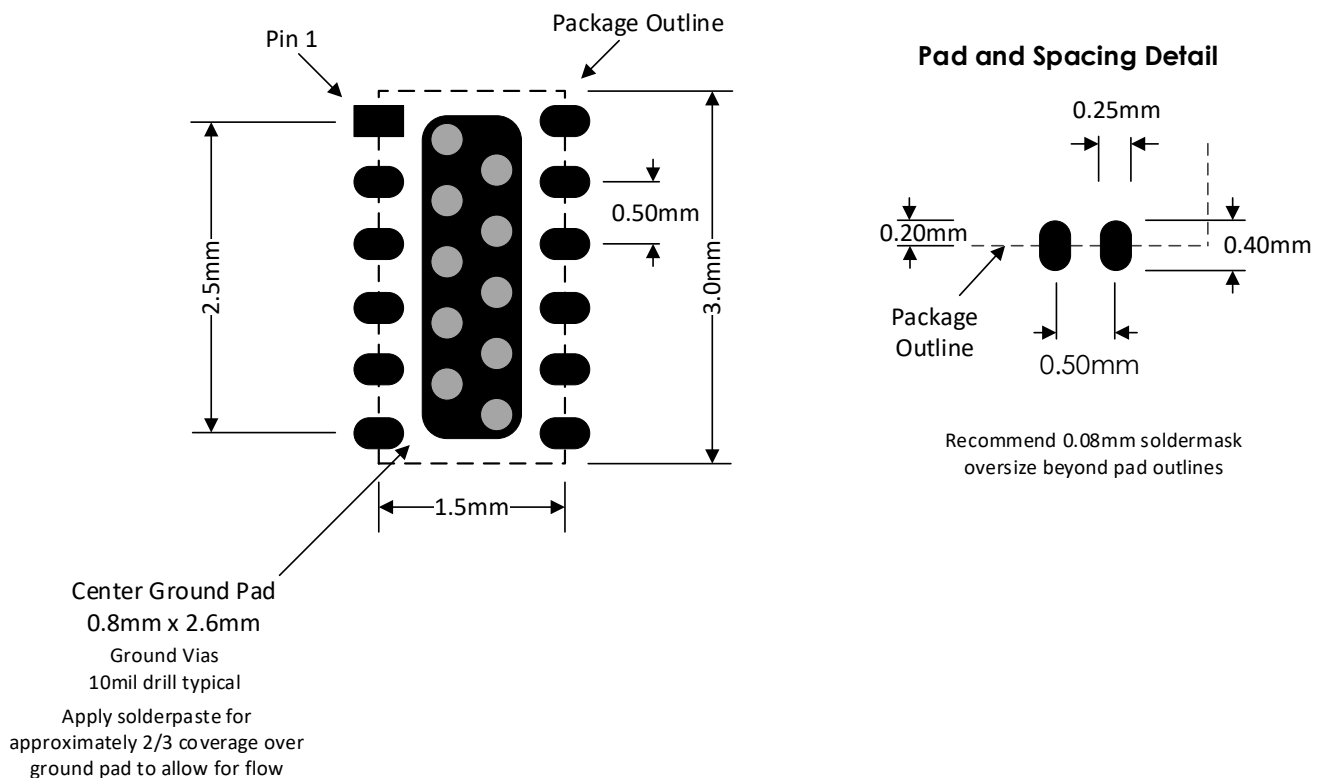 Package Outline
Pin 1
Pad and Spacing Detail
0.25mm
0.50mm
2.5mm
3.0mm
0.20mm
0.40mm
Package
Outline
0.50mm
Recommend 0.08mm soldermask
oversize beyond pad outlines
1.5mm
Center Ground Pad
0.8mm x 2.6mm
Ground Vias
10mil drill typical
Apply solderpaste for
approximately 2/3 coverage over
ground pad to allow for flow